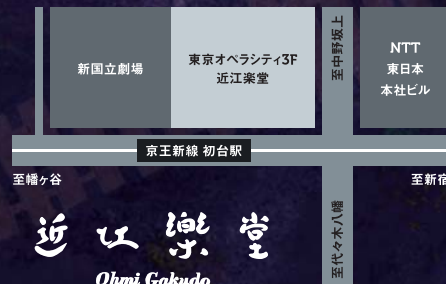 新国立劇場
東京オペラシティ3F
近江楽堂
至中野坂上
NTT
東日本
本社ビル
京王新線 初台駅
至幡ヶ谷
至新宿
至代々木八幡
近江樂堂
Ohmi Gakudo